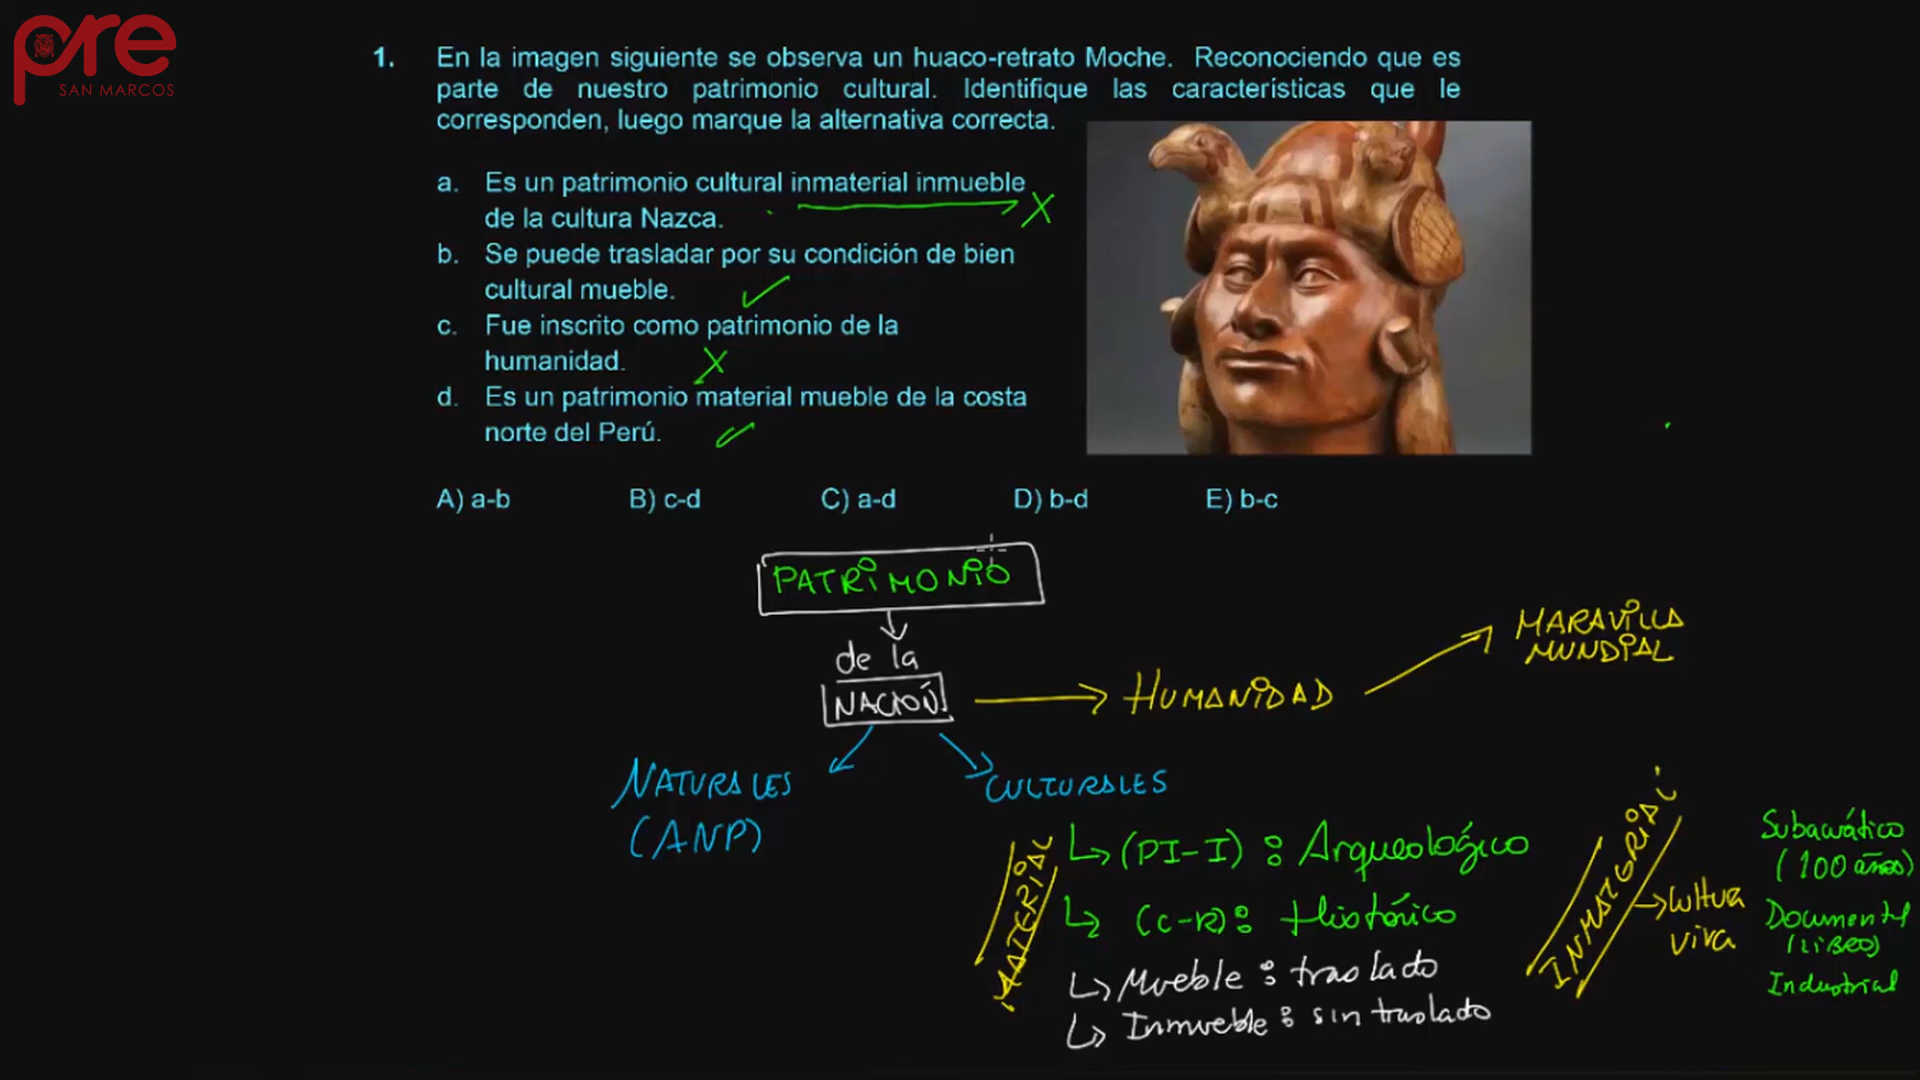 pre
SAN MARCOS
1. En la imagen siguiente se observa un huaco-retrato Moche. Reconociendo que es
parte de nuestro patrimonio cultural. Identifique las características que le
corresponden, luego marque la alternativa correcta.
a. Es un patrimonio cultural inmaterial inmueble
de la cultura Nazca.
X
b. Se puede trasladar por su condición de bien
cultural mueble.
c. Fue inscrito como patrimonio de la
humanidad.
X
d. Es un patrimonio material mueble de la costa
norte del Perú.
A) a-b B) c-d C) a-d D) b-d E) b-c
PATRIMONIO
de la
NACIÓN
HUMANIDAD
MARAVILLA
MUNDIAL
NATURALES
(ANP)
CULTURALES
MATERIAL
(PI-I) : Arqueológico
(C-R) : Histórico
Mueble : traslado
Inmueble : sin traslado
INMATERIAL
Cultura
viva
Subacuático
(100 años)
Documental
(LIBRO)
Industrial